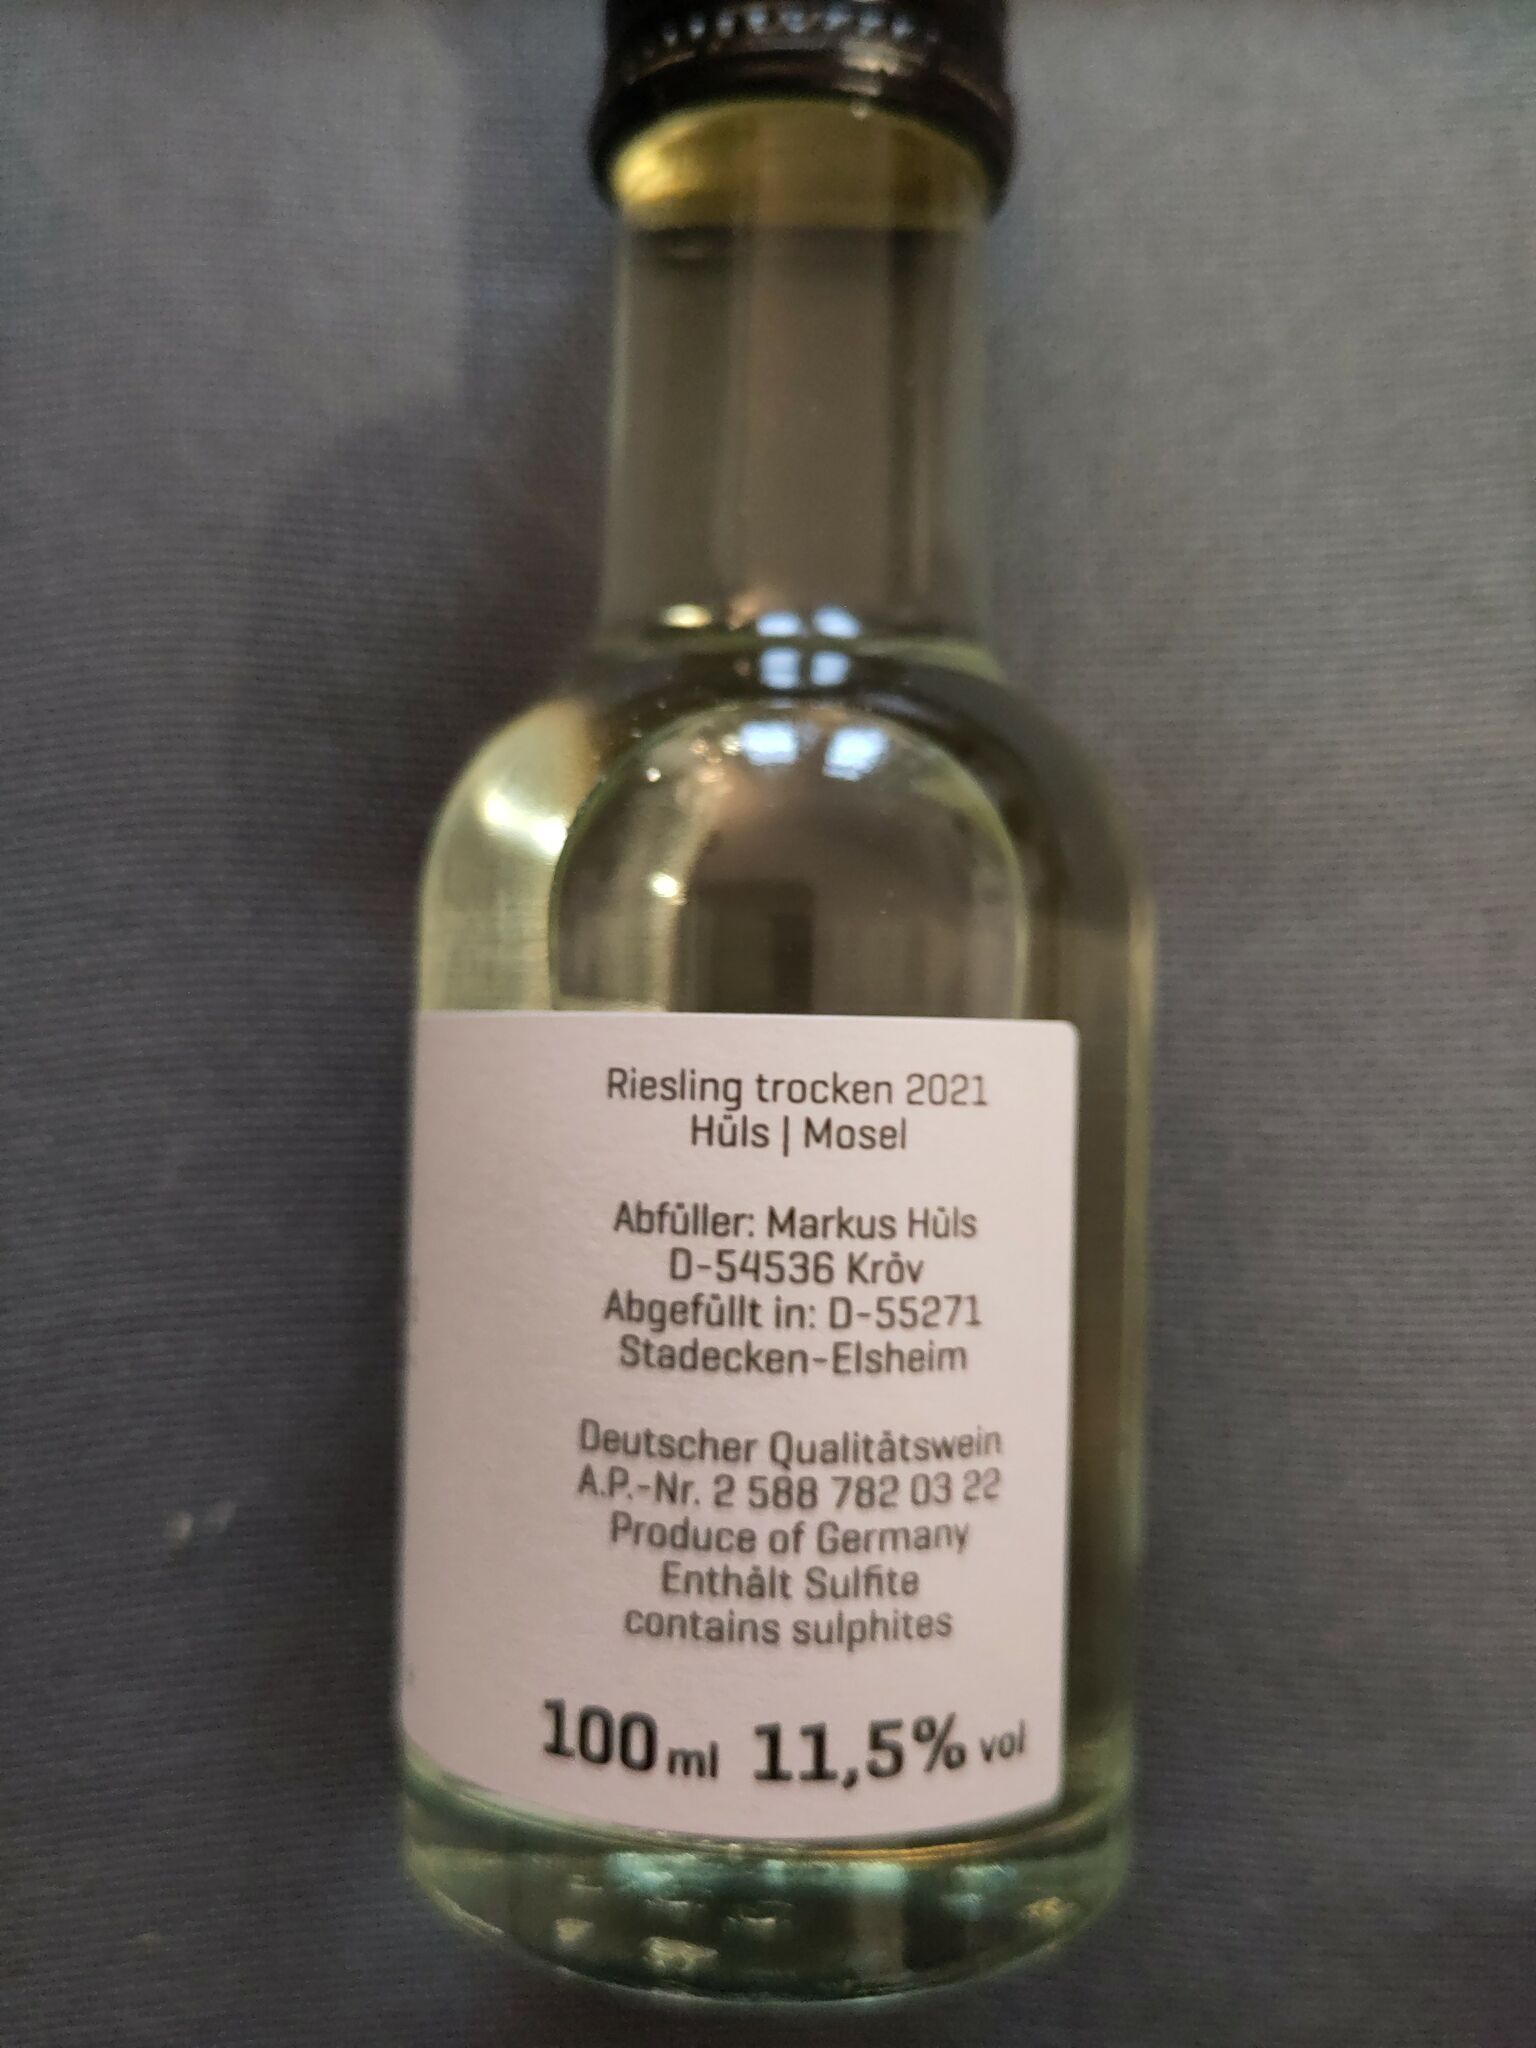 Riesling trocken 2021
Hüls | Mosel
Abfüller: Markus Hüls
D-54536 Kröv
Abgefüllt in: D-55271
Stadecken-Elsheim
Deutscher Qualitätswein
A.P.-Nr. 2 588 782 03 22
Produce of Germany
Enthält Sulfite
contains sulphites
100 ml 11,5% vol